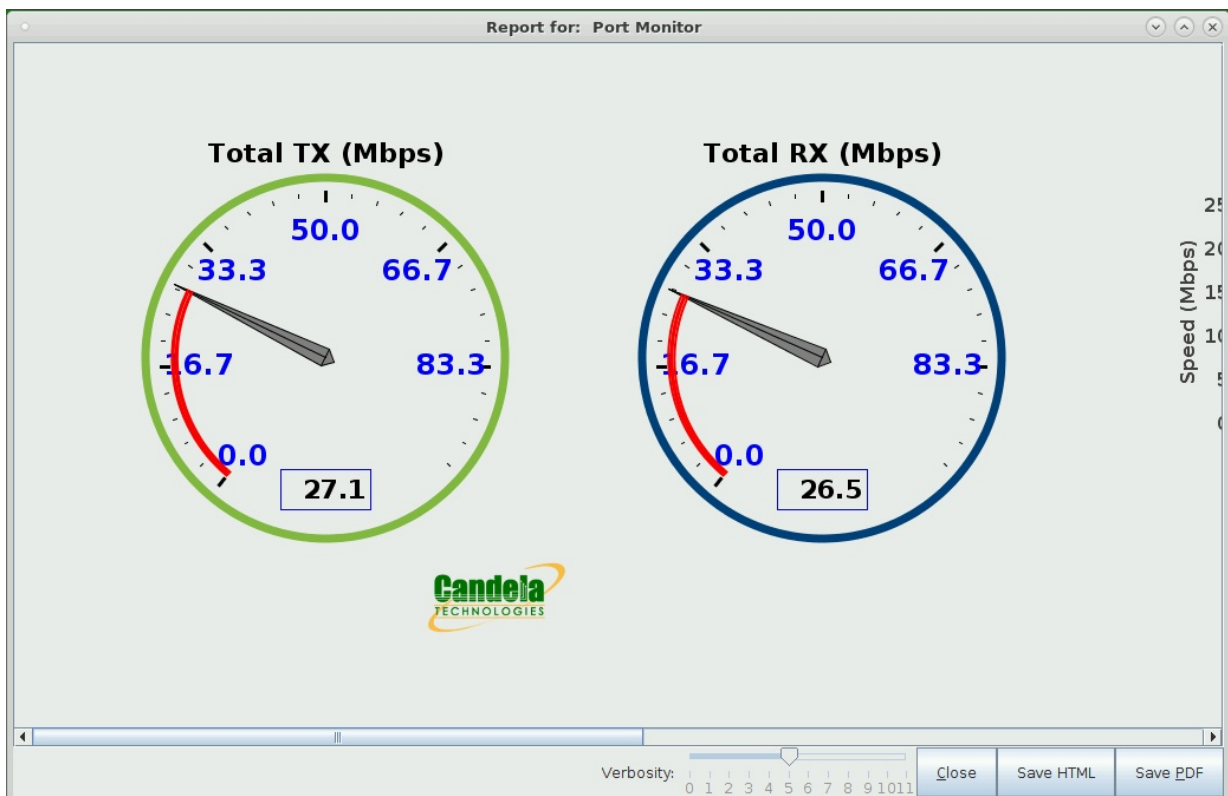 Report for: Port Monitor
Total TX (Mbps)
50.0
33.3
66.7
16.7
83.3
0.0
27.1
Total RX (Mbps)
50.0
33.3
66.7
16.7
83.3
0.0
26.5
Speed (Mbps)
Candela
TECHNOLOGIES
Verbosity:
0 1 2 3 4 5 6 7 8 9 10 11
Close
Save HTML
Save PDF